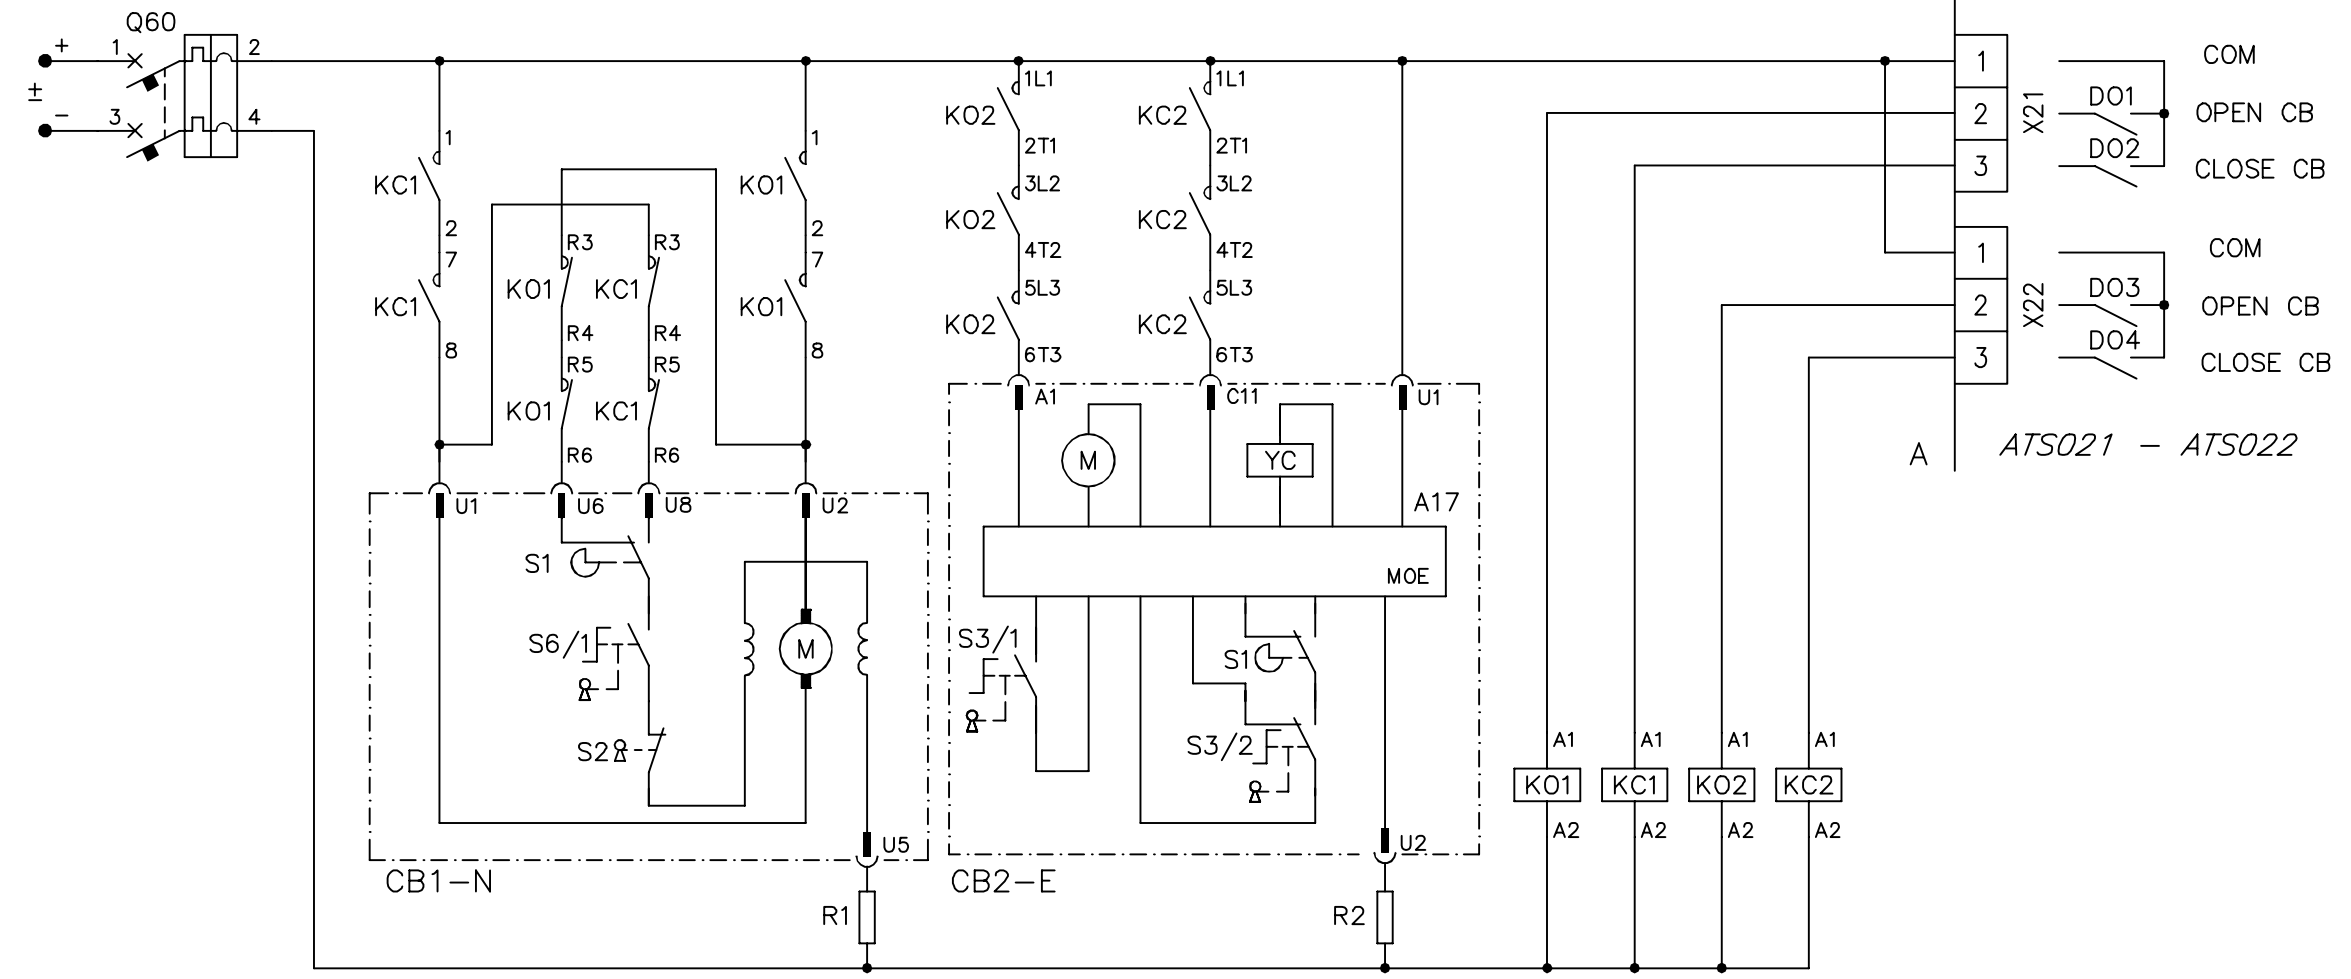 Q60
+ 1 2
±
- 3 4
KC1 1 2
KC1 7 8
KO1 R3 R4
KO1 R5 R6
KC1 R3 R4
KC1 R5 R6
KO1 1 2
KO1 7 8
KO2 1L1 2T1
KO2 3L2 4T2
KO2 5L3 6T3
KC2 1L1 2T1
KC2 3L2 4T2
KC2 5L3 6T3
U1 U6 U8 U2
S1
S6/1
S2
M
U5
CB1-N
R1
A1 C11 U1
M
YC
A17
MOE
S3/1
S1
S3/2
U2
CB2-E
R2
A1 A1 A1 A1
KO1 KC1 KO2 KC2
A2 A2 A2 A2
X21
1 COM
2 DO1 OPEN CB
3 DO2 CLOSE CB
X22
1 COM
2 DO3 OPEN CB
3 DO4 CLOSE CB
A ATS021 - ATS022